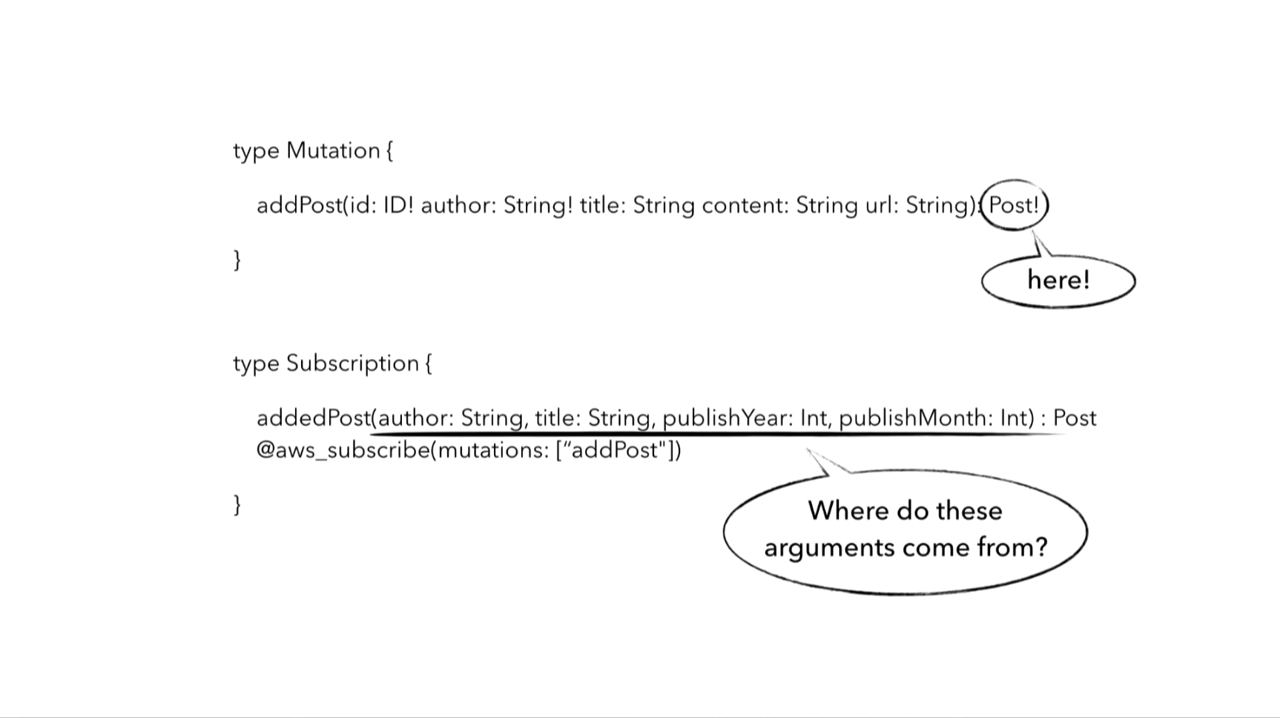 type Mutation {
addPost(id: ID! author: String! title: String content: String url: String): Post!
}
here!
type Subscription {
addedPost(author: String, title: String, publishYear: Int, publishMonth: Int) : Post
@aws_subscribe(mutations: [“addPost"])
}
Where do these
arguments come from?